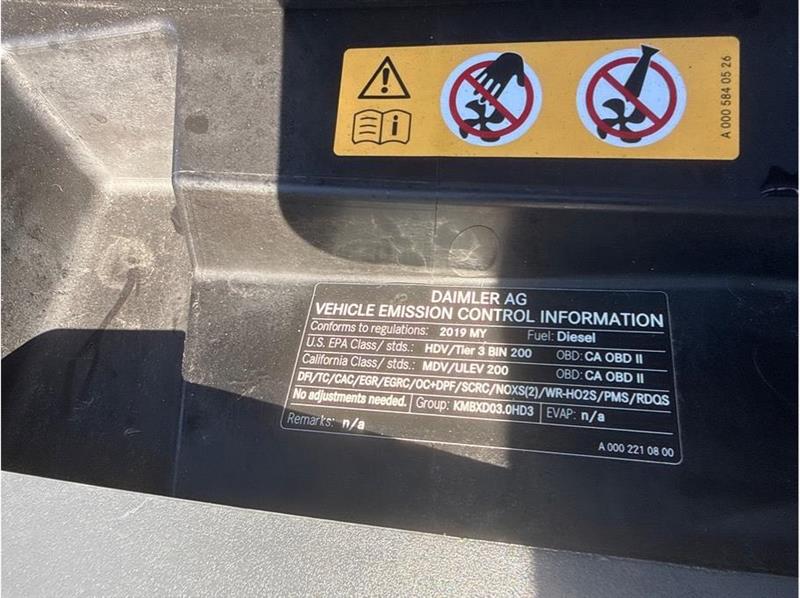 A 000 584 05 26
i
DAIMLER AG
VEHICLE EMISSION CONTROL INFORMATION
Conforms to regulations: 2019 MY Fuel: Diesel
U.S. EPA Class/ stds.: HDV/Tier 3 BIN 200 OBD: CA OBD II
California Class/ stds.: MDV/ULEV 200 OBD: CA OBD II
DFI/TC/CAC/EGR/EGRC/OC+DPF/SCRC/NOXS(2)/WR-HO2S/PMS/RDQS
No adjustments needed. Group: KMBXD03.0HD3 EVAP: n/a
Remarks: n/a
A 000 221 08 00